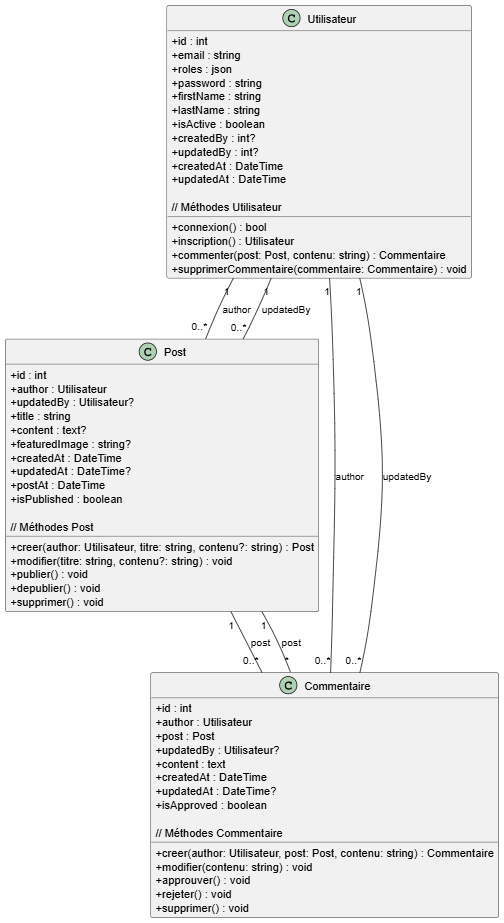 C Utilisateur
+id : int
+email : string
+roles : json
+password : string
+firstName : string
+lastName : string
+isActive : boolean
+createdBy : int?
+updatedBy : int?
+createdAt : DateTime
+updatedAt : DateTime
// Méthodes Utilisateur
+connexion() : bool
+inscription() : Utilisateur
+commenter(post: Post, contenu: string) : Commentaire
+supprimerCommentaire(commentaire: Commentaire) : void
1 1 1 1
author updatedBy
0..* 0..*
C Post
+id : int
+author : Utilisateur
+updatedBy : Utilisateur?
+title : string
+content : text?
+featuredImage : string?
+createdAt : DateTime
+updatedAt : DateTime?
+postAt : DateTime
+isPublished : boolean
// Méthodes Post
+creer(author: Utilisateur, titre: string, contenu?: string) : Post
+modifier(titre: string, contenu?: string) : void
+publier() : void
+depublier() : void
+supprimer() : void
author updatedBy
1 1
post post
0..* * 0..* 0..*
C Commentaire
+id : int
+author : Utilisateur
+post : Post
+updatedBy : Utilisateur?
+content : text
+createdAt : DateTime
+updatedAt : DateTime?
+isApproved : boolean
// Méthodes Commentaire
+creer(author: Utilisateur, post: Post, contenu: string) : Commentaire
+modifier(contenu: string) : void
+approuver() : void
+rejeter() : void
+supprimer() : void